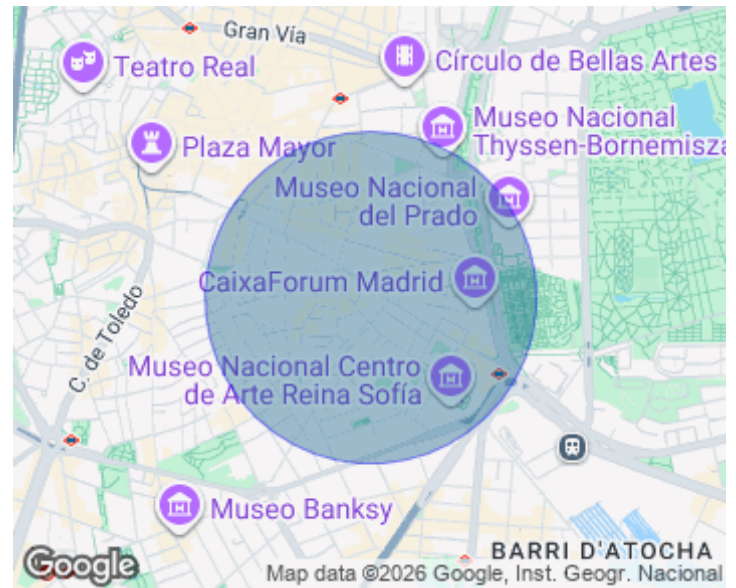 Gran Vía
Teatro Real
Círculo de Bellas Artes
Museo Nacional
Thyssen-Bornemisza
Plaza Mayor
Museo Nacional
del Prado
CaixaForum Madrid
C. de Toledo
Museo Nacional Centro
de Arte Reina Sofía
Museo Banksy
BARRI D'ATOCHA
Google
Map data ©2026 Google, Inst. Geogr. Nacional